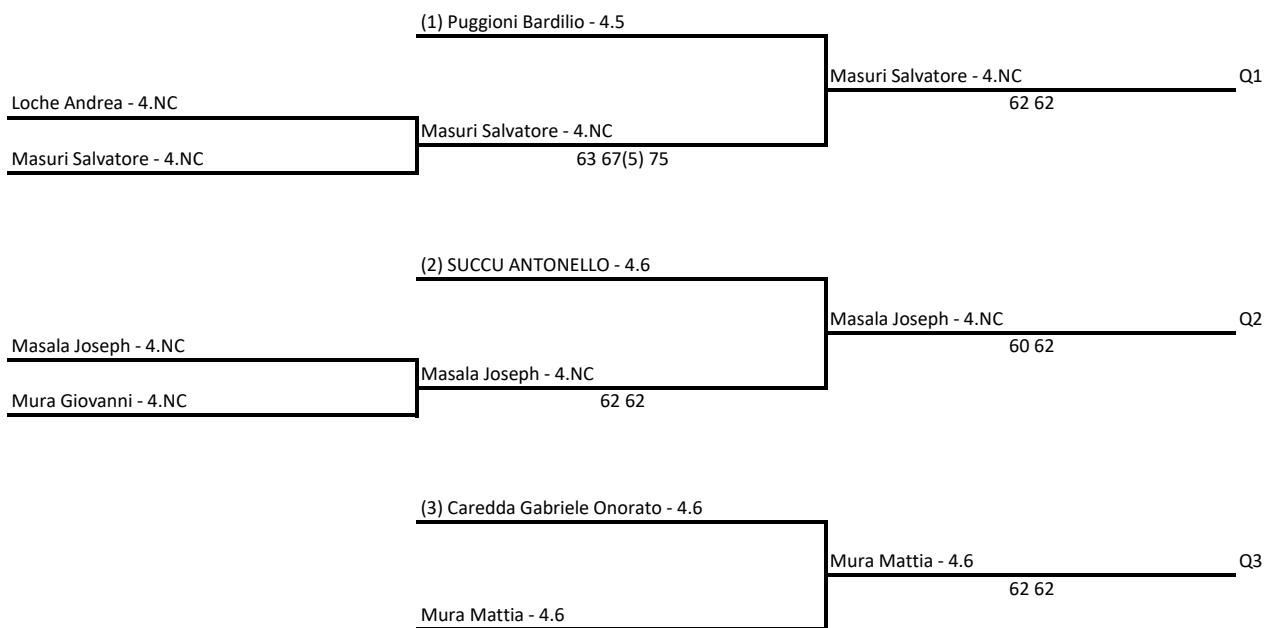 (1) Puggioni Bardilio - 4.5
Masuri Salvatore - 4.NC Q1
Loche Andrea - 4.NC 62 62
Masuri Salvatore - 4.NC
Masuri Salvatore - 4.NC 63 67(5) 75
(2) SUCCU ANTONELLO - 4.6
Masala Joseph - 4.NC Q2
Masala Joseph - 4.NC 60 62
Masala Joseph - 4.NC
Mura Giovanni - 4.NC 62 62
(3) Caredda Gabriele Onorato - 4.6
Mura Mattia - 4.6 Q3
62 62
Mura Mattia - 4.6